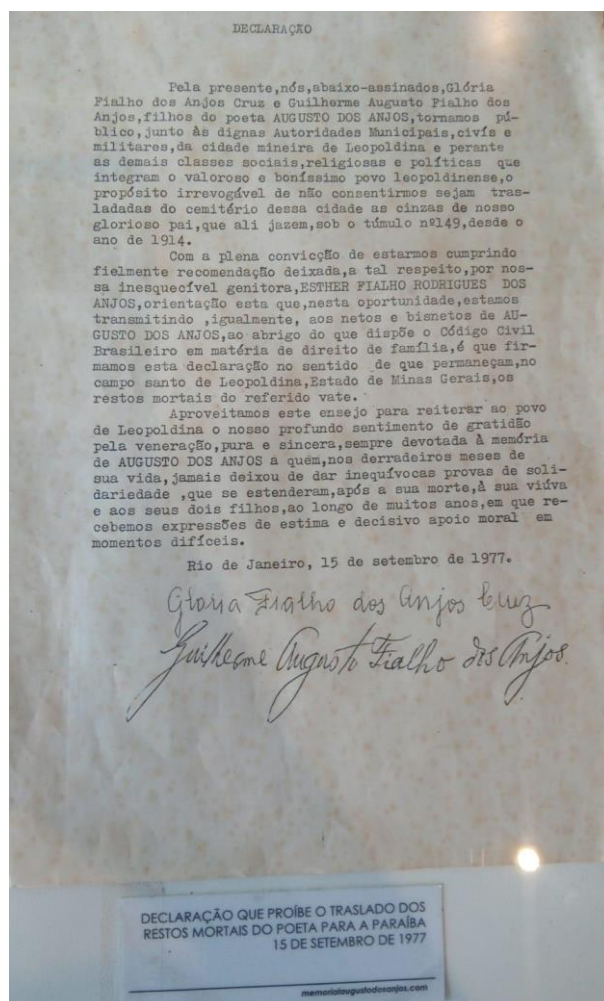 DECLARAÇÃO
Pela presente,nós,abaixo-assinados,Glória
Fialho dos Anjos Cruz e Guilherme Augusto Fialho dos
Anjos,filhos do poeta AUGUSTO DOS ANJOS,tornamos pú-
blico,junto às dignas Autoridades Municipais,civís e
militares,da cidade mineira de Leopoldina e perante
as demais classes sociais,religiosas e políticas que
integram o valoroso e boníssimo povo leopoldinense,o
propósito irrevogável de não consentirmos sejam tras-
ladadas do cemitério dessa cidade as cinzas de nosso
glorioso pai,que ali jazem,sob o túmulo nº149,desde o
ano de 1914.
Com a plena convicção de estarmos cumprindo
fielmente recomendação deixada,a tal respeito,por nos-
sa inesquecível genitora,ESTHER FIALHO RODRIGUES DOS
ANJOS,orientação esta que,nesta oportunidade,estamos
transmitindo ,igualmente, aos netos e bisnetos de AU-
GUSTO DOS ANJOS,ao abrigo do que dispõe o Código Civil
Brasileiro em matéria de direito de família,é que fir-
mamos esta declaração no sentido de que permaneçam,no
campo santo de Leopoldina,Estado de Minas Gerais,os
restos mortais do referido vate.
Aproveitamos este ensejo para reiterar ao povo
de Leopoldina o nosso profundo sentimento de gratidão
pela veneração,pura e sincera,sempre devotada à memória
de AUGUSTO DOS ANJOS a quem,nos derradeiros meses de
sua vida,jamais deixou de dar inequívocas provas de soli-
dariedade ,que se estenderam,após a sua morte,à sua viúva
e aos seus dois filhos,ao longo de muitos anos,em que re-
cebemos expressões de estima e decisivo apoio moral em
momentos difíceis.
Rio de Janeiro, 15 de setembro de 1977.
Gloria Fialho dos Anjos Cruz
Guilherme Augusto Fialho dos Anjos.
DECLARAÇÃO QUE PROÍBE O TRASLADO DOS
RESTOS MORTAIS DO POETA PARA A PARAÍBA
15 DE SETEMBRO DE 1977
memorialaugustodosanjos.com